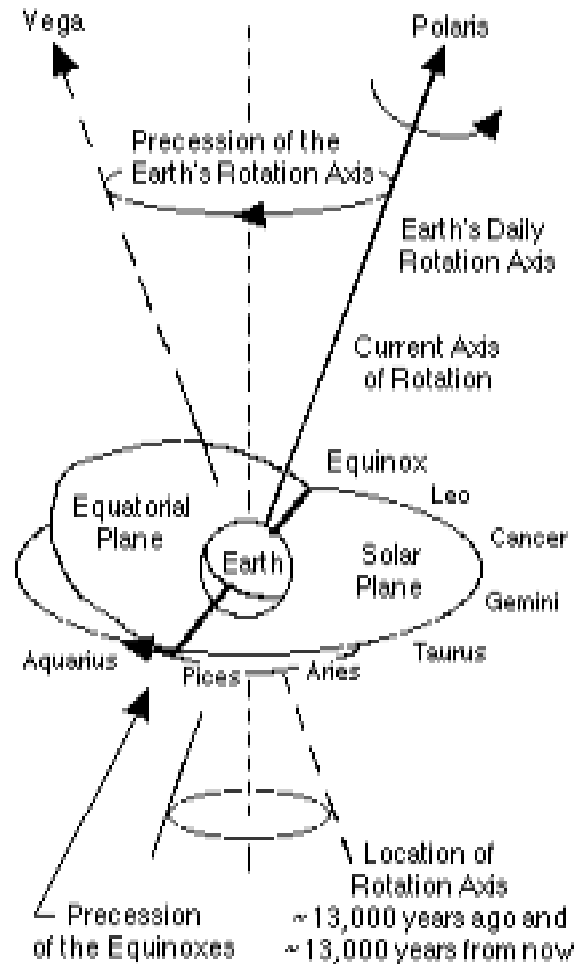 Vega
Polaris
Precession of the
Earth's Rotation Axis
Earth's Daily
Rotation Axis
Current Axis
of Rotation
Equinox
Leo
Equatorial
Plane
Cancer
Earth
Solar
Plane
Gemini
Taurus
Aquarius
Pices
Aries
Location of
Rotation Axis
~13,000 years ago and
~13,000 years from now
Precession
of the Equinoxes